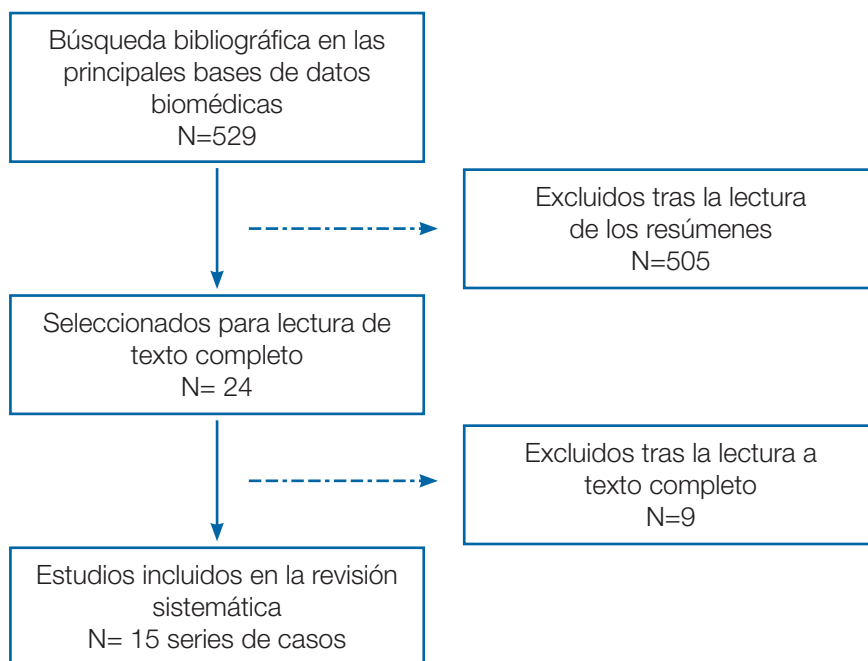 Búsqueda bibliográfica en las
principales bases de datos
biomédicas
N=529
Excluidos tras la lectura
de los resúmenes
N=505
Seleccionados para lectura de
texto completo
N= 24
Excluidos tras la lectura a
texto completo
N=9
Estudios incluidos en la revisión
sistemática
N= 15 series de casos